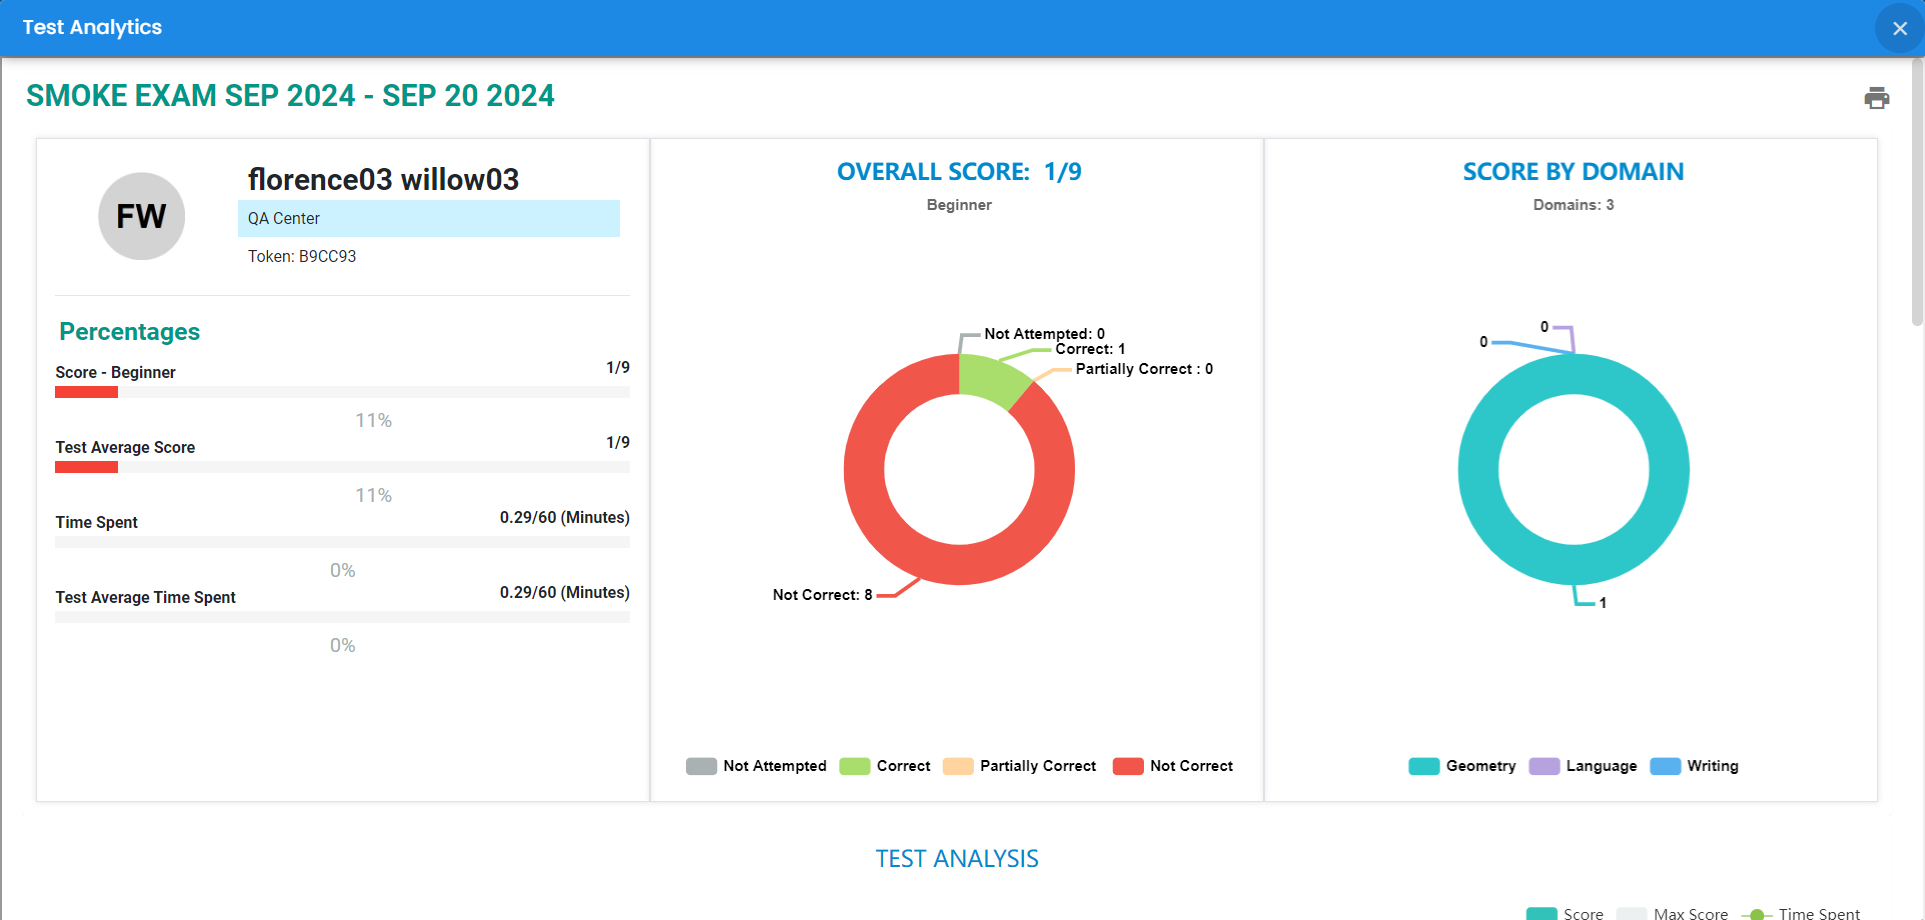 Test Analytics
SMOKE EXAM SEP 2024 - SEP 20 2024
FW
florence03 willow03
QA Center
Token: B9CC93
Percentages
Score - Beginner
1/9
11%
Test Average Score
1/9
11%
Time Spent
0.29/60 (Minutes)
0%
Test Average Time Spent
0.29/60 (Minutes)
0%
OVERALL SCORE: 1/9
Beginner
Not Attempted: 0
Correct: 1
Partially Correct : 0
Not Correct: 8
Not Attempted
Correct
Partially Correct
Not Correct
SCORE BY DOMAIN
Domains: 3
0
0
1
Geometry
Language
Writing
TEST ANALYSIS
Score
Max Score
Time Spent